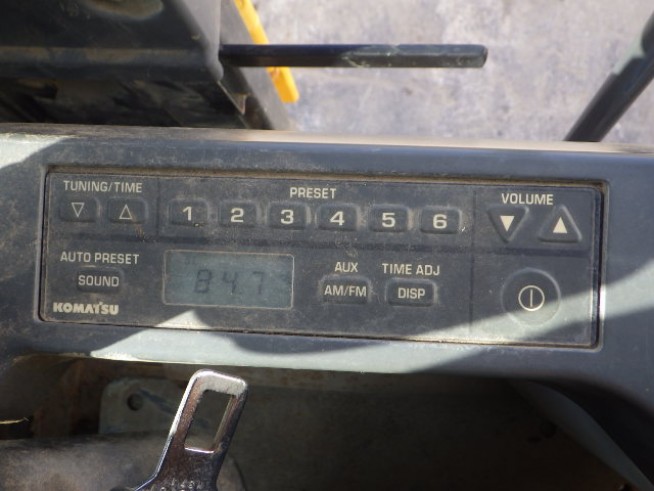 TUNING/TIME
PRESET
VOLUME
1 2 3 4 5 6
AUTO PRESET
SOUND
84.7
AUX
AM/FM
TIME ADJ
DISP
KOMATSU